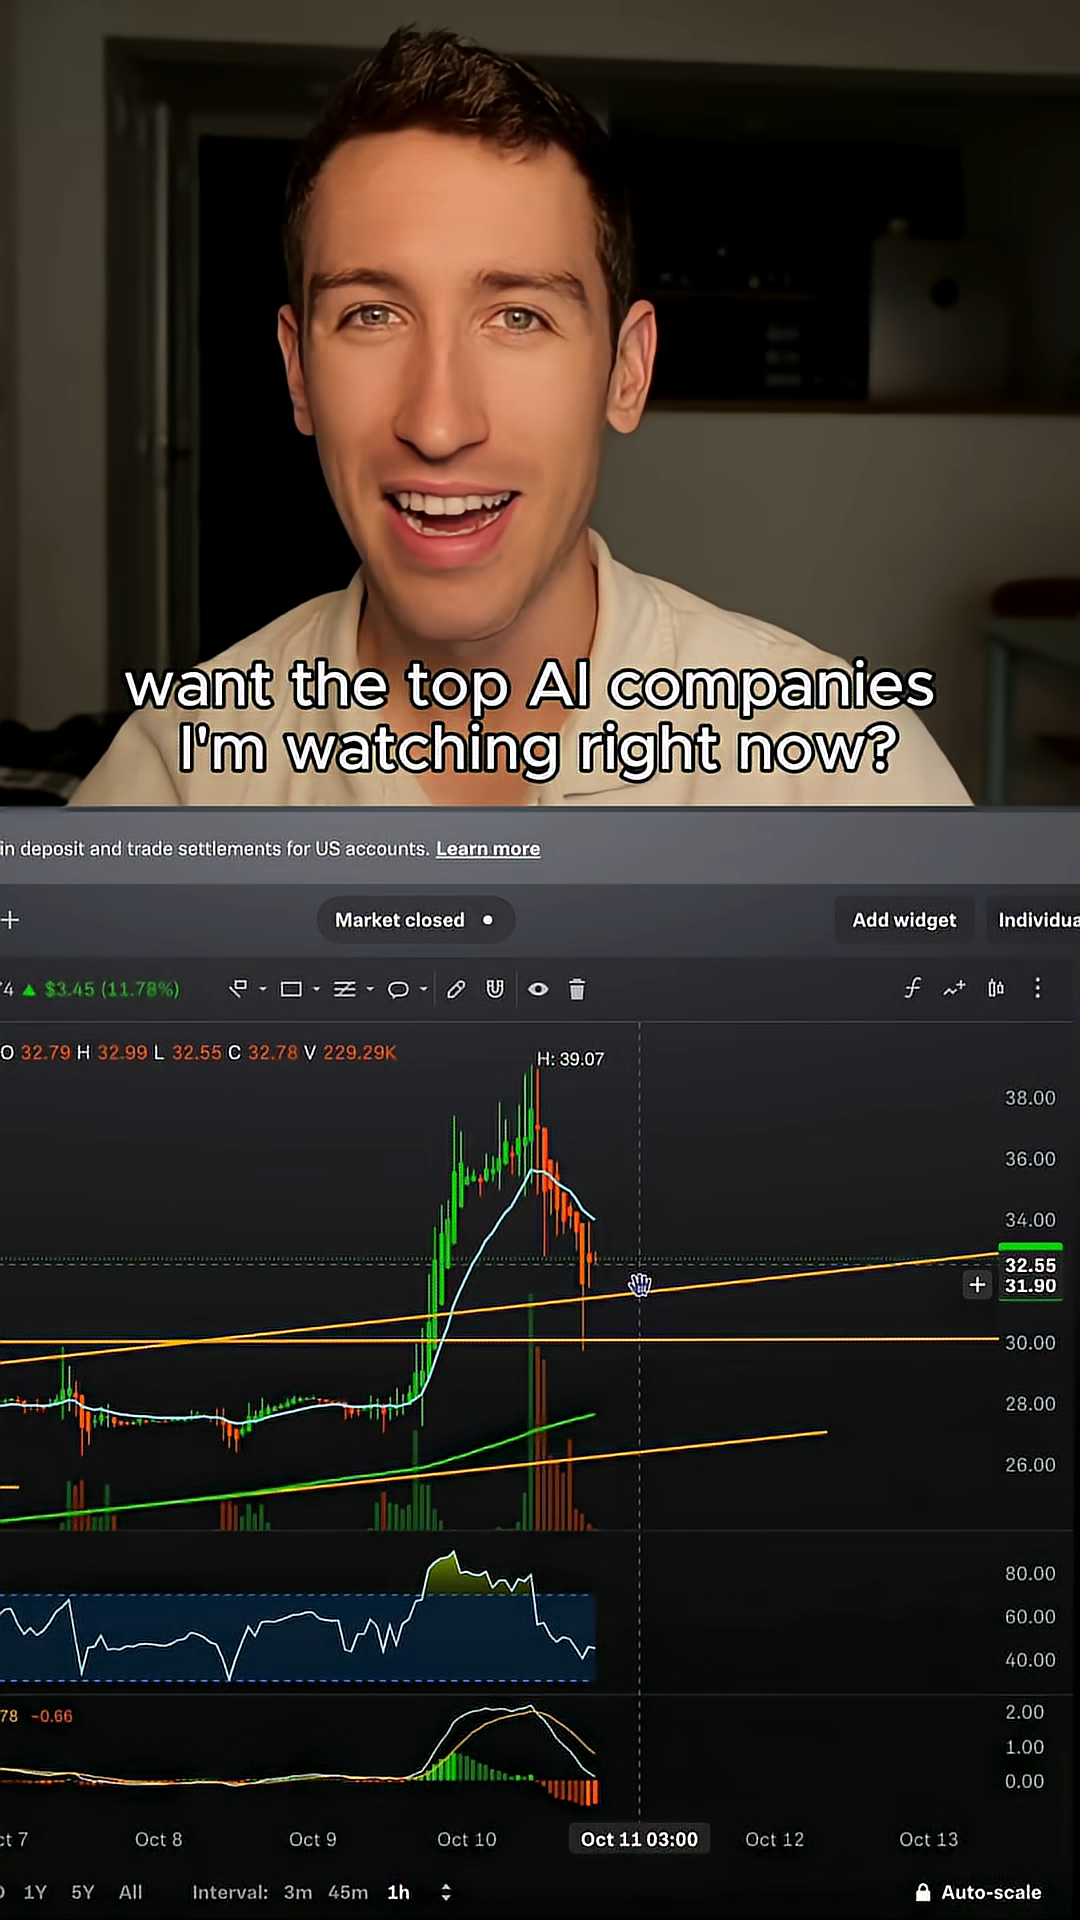 want the top AI companies
I'm watching right now?
in deposit and trade settlements for US accounts. Learn more
Market closed
Add widget
Individua
4 ▲ $3.45 (11.78%)
O 32.79 H 32.99 L 32.55 C 32.78 V 229.29K
H: 39.07
38.00
36.00
34.00
32.55
31.90
30.00
28.00
26.00
80.00
60.00
40.00
78 −0.66
2.00
1.00
0.00
ct 7 Oct 8 Oct 9 Oct 10 Oct 11 03:00 Oct 12 Oct 13
1Y 5Y All Interval: 3m 45m 1h Auto-scale